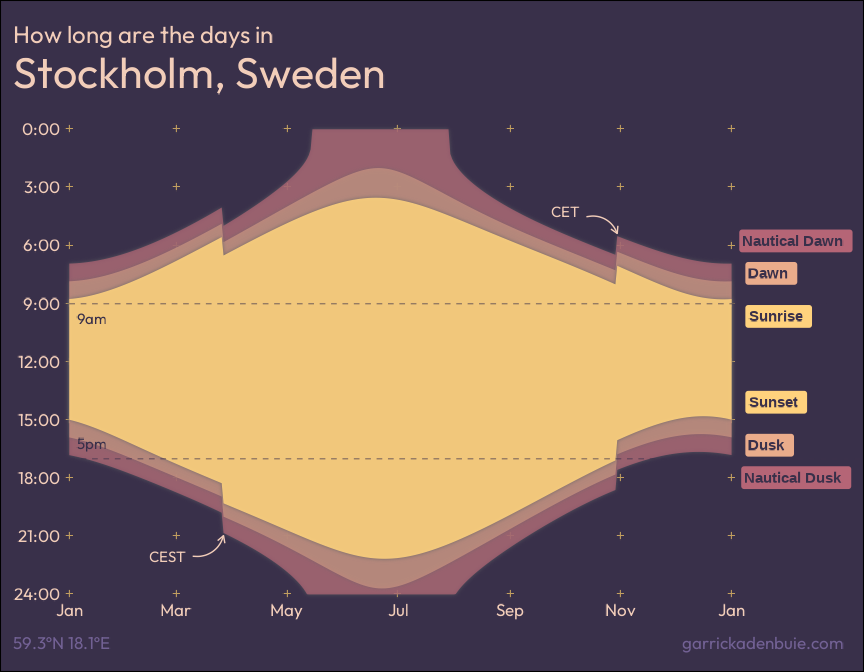 How long are the days in
Stockholm, Sweden
0:00
3:00
CET
Nautical Dawn
6:00
Dawn
9:00
Sunrise
9am
12:00
Sunset
15:00
5pm
Dusk
18:00
Nautical Dusk
21:00
CEST
24:00
Jan Mar May Jul Sep Nov Jan
59.3°N 18.1°E
garrickadenbuie.com